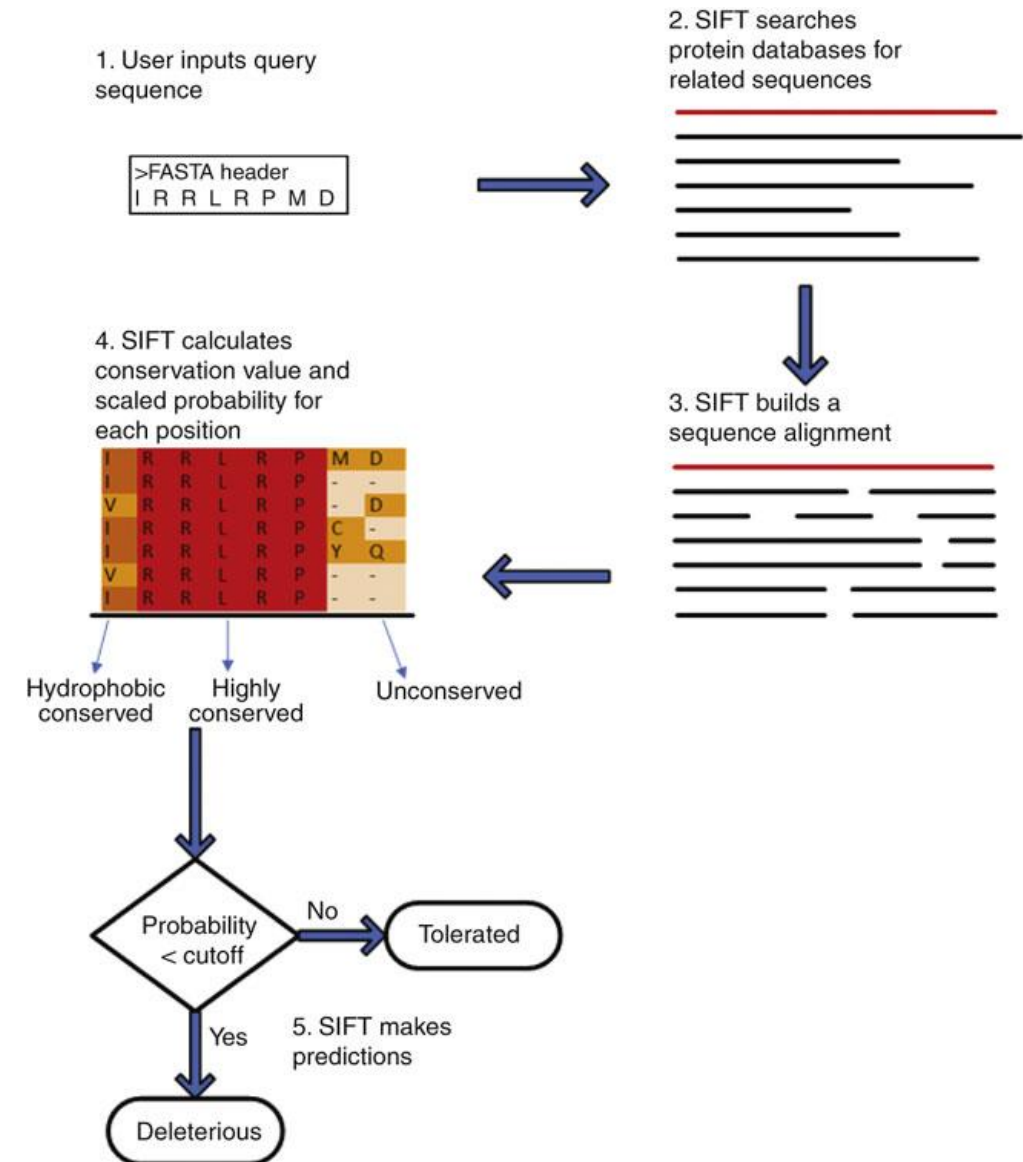 1. User inputs query
sequence
>FASTA header
I R R L R P M D
2. SIFT searches
protein databases for
related sequences
3. SIFT builds a
sequence alignment
4. SIFT calculates
conservation value and
scaled probability for
each position
I R R L R P M D
I R R L R P - -
V R R L R P - D
I R R L R P C -
I R R L R P Y Q
V R R L R P - -
I R R L R P - -
Hydrophobic
conserved
Highly
conserved
Unconserved
Probability
< cutoff
No
Tolerated
Yes
5. SIFT makes
predictions
Deleterious